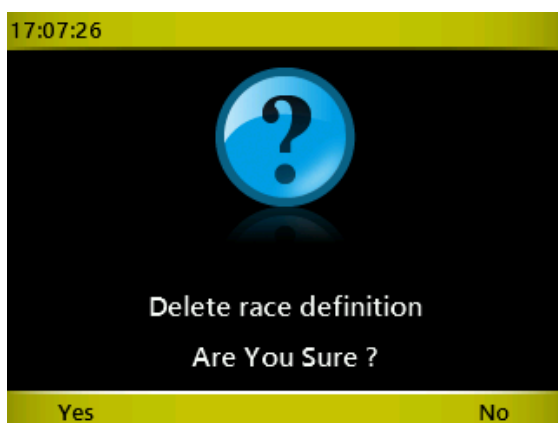 17:07:26
?
Delete race definition
Are You Sure ?
Yes No